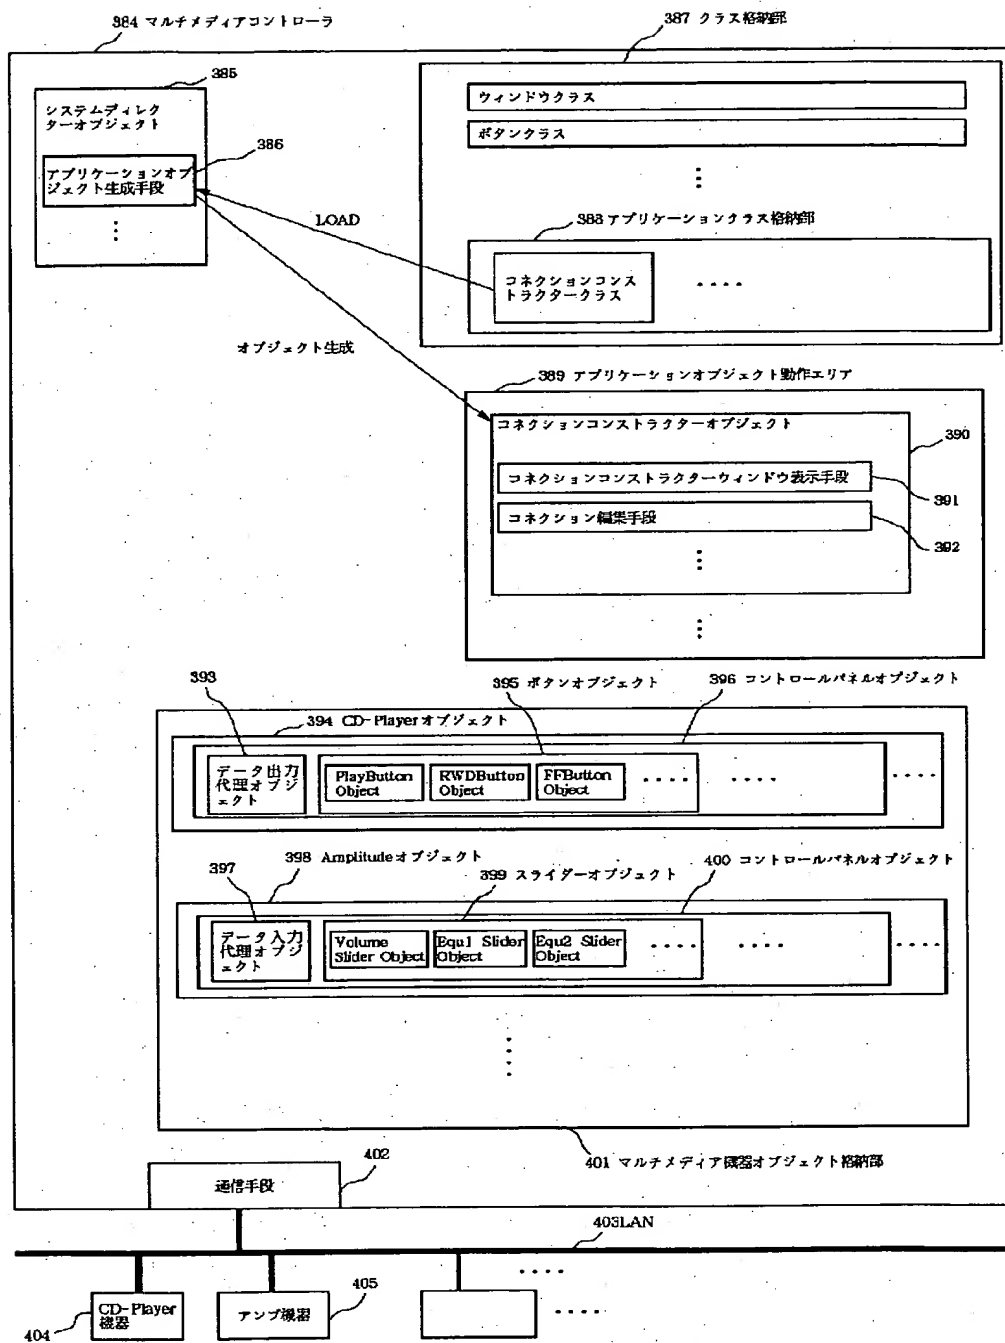 384 マルチメディアコントローラ
387 クラス格納部
385
システムディレク
ターオブジェクト
ウィンドウクラス
ボタンクラス
386
アプリケーションオブ
ジェクト生成手段
LOAD
388 アプリケーションクラス格納部
コネクションコンス
トラクタークラス
オブジェクト生成
389 アプリケーションオブジェクト動作エリア
コネクションコンストラクターオブジェクト
390
コネクションコンストラクターウィンドウ表示手段
391
コネクション編集手段
392
393
395 ボタンオブジェクト
396 コントロールパネルオブジェクト
394 CD-Playerオブジェクト
データ出力
代理オブジ
ェクト
PlayButton
Object
RWDButton
Object
FFButton
Object
397
398 Amplitudeオブジェクト
399 スライダーオブジェクト
400 コントロールパネルオブジェクト
データ入力
代理オブジ
ェクト
Volume
Slider Object
Equ1 Slider
Object
Equ2 Slider
Object
401 マルチメディア機器オブジェクト格納部
402
通信手段
403LAN
404
CD-Player
機器
アンプ機器
405